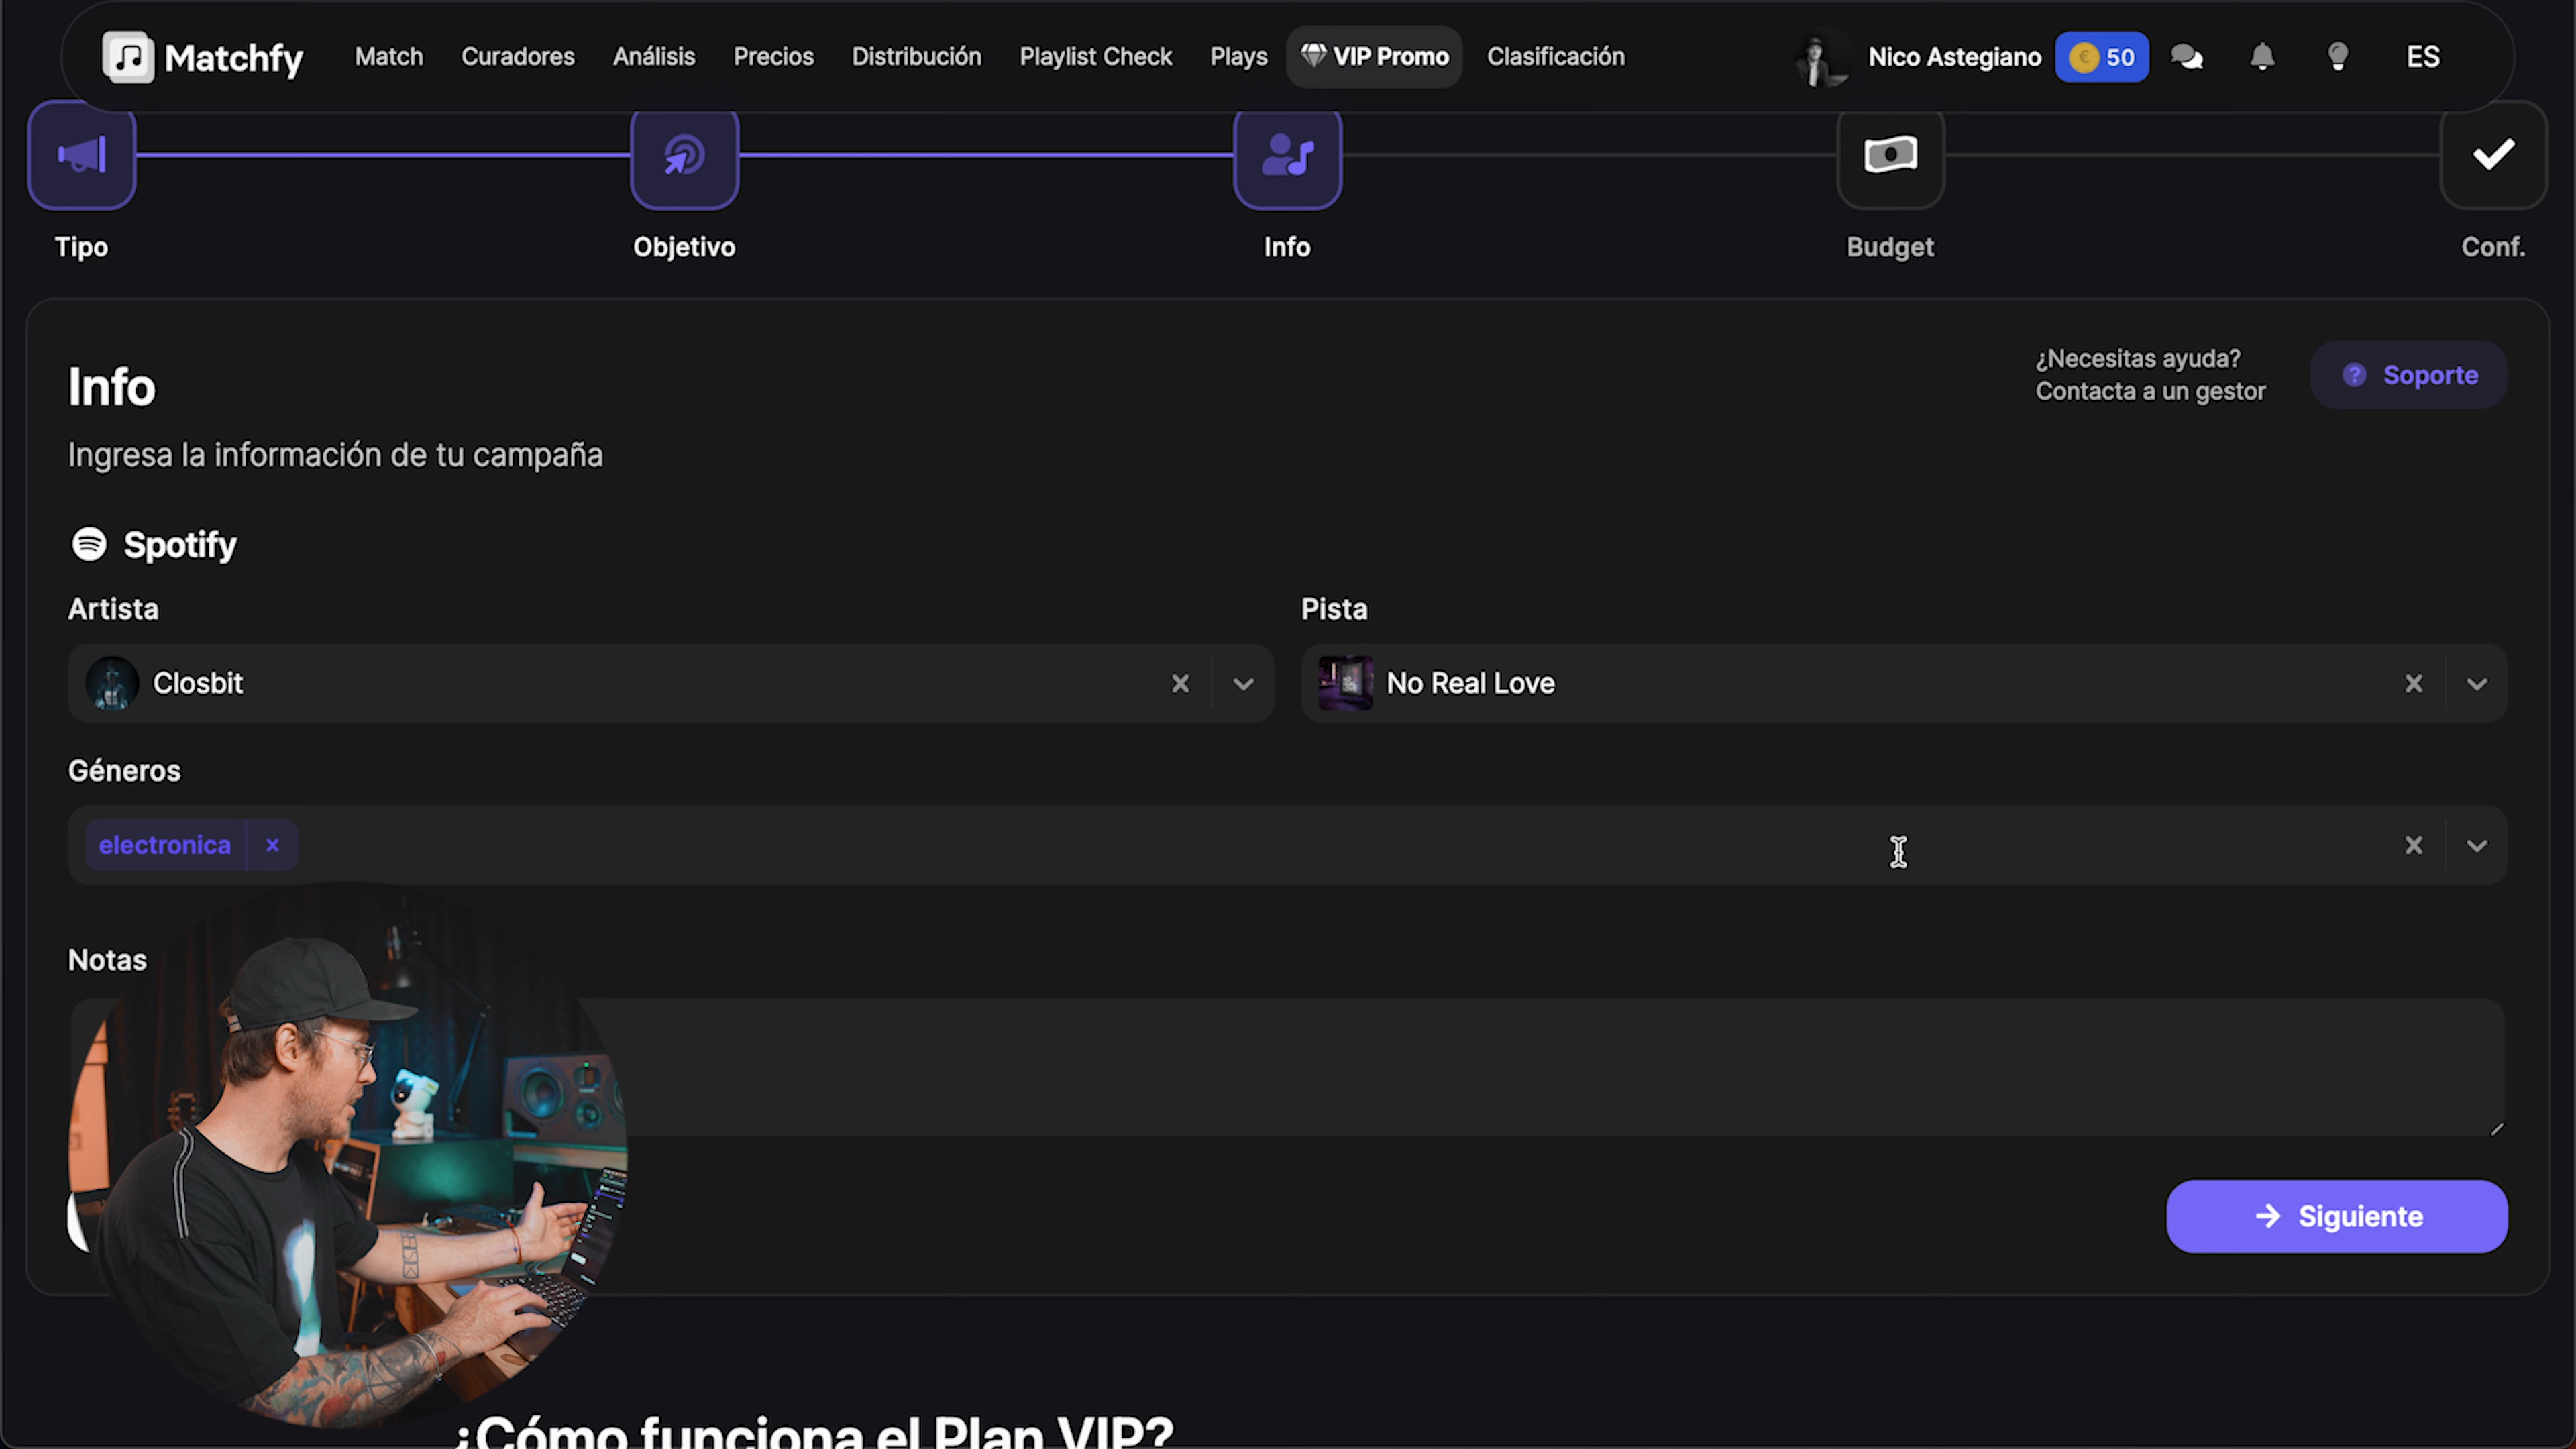 Matchfy
Match
Curadores
Análisis
Precios
Distribución
Playlist Check
Plays
VIP Promo
Clasificación
Nico Astegiano
50
ES
Tipo
Objetivo
Info
Budget
Conf.
Info
¿Necesitas ayuda?
Contacta a un gestor
Soporte
Ingresa la información de tu campaña
Spotify
Artista
Pista
Closbit
No Real Love
Géneros
electronica
Notas
Siguiente
¿Cómo funciona el Plan VIP?